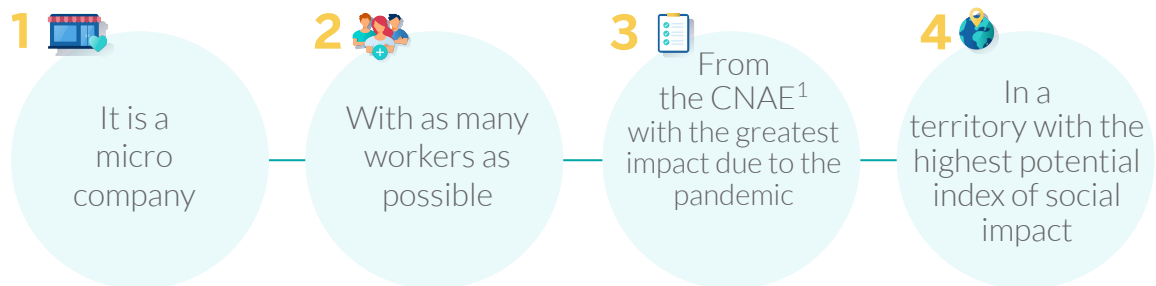 1
It is a
micro
company
2
With as many
workers as
possible
3
From
the CNAE1
with the greatest
impact due to the
pandemic
4
In a
territory with the
highest potential
index of social
impact